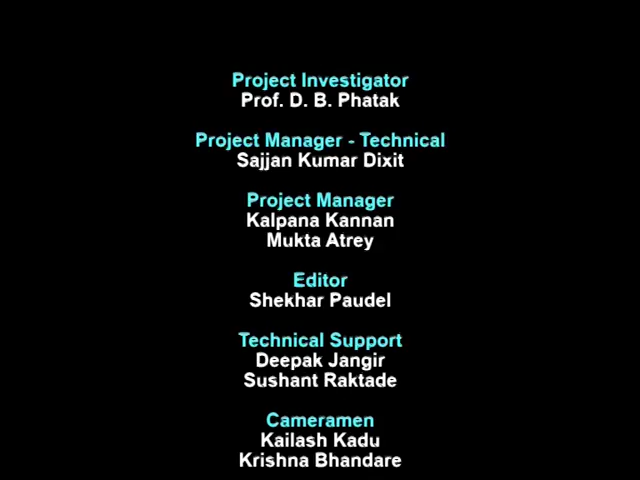 Project Investigator
Prof. D. B. Phatak
Project Manager - Technical
Sajjan Kumar Dixit
Project Manager
Kalpana Kannan
Mukta Atrey
Editor
Shekhar Paudel
Technical Support
Deepak Jangir
Sushant Raktade
Cameramen
Kailash Kadu
Krishna Bhandare